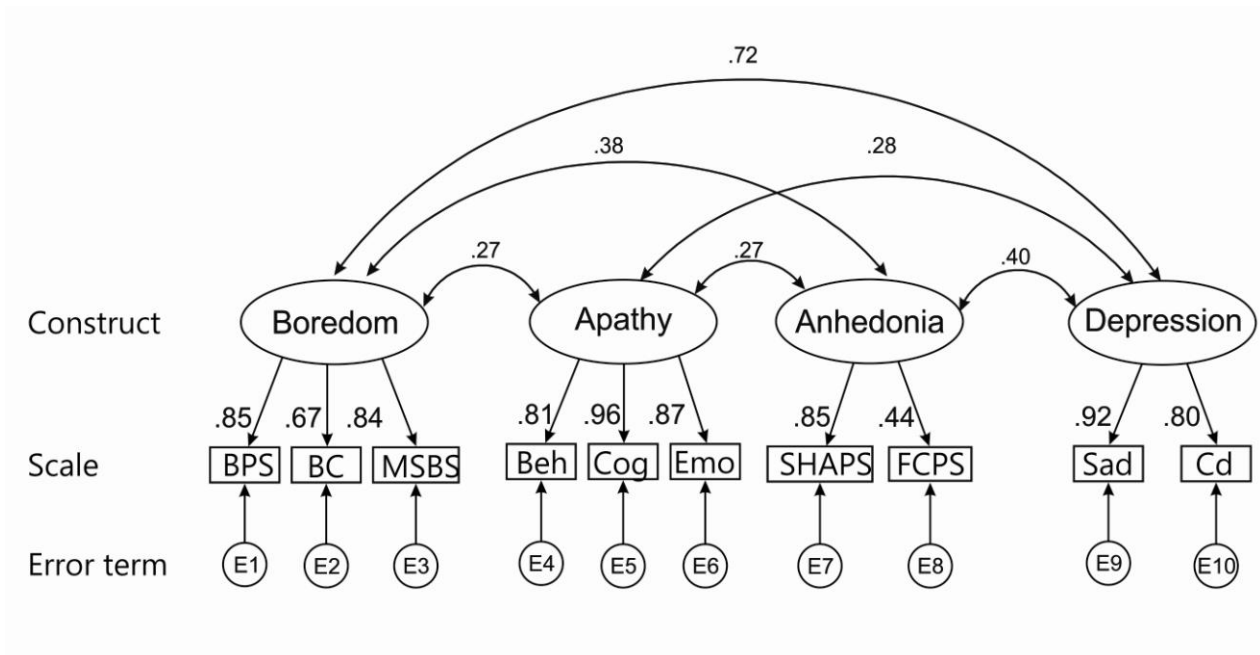 .72
.38 .28
.27 .27 .40
Construct Boredom Apathy Anhedonia Depression
.85 .67 .84 .81 .96 .87 .85 .44 .92 .80
Scale BPS BC MSBS Beh Cog Emo SHAPS FCPS Sad Cd
Error term E1 E2 E3 E4 E5 E6 E7 E8 E9 E10